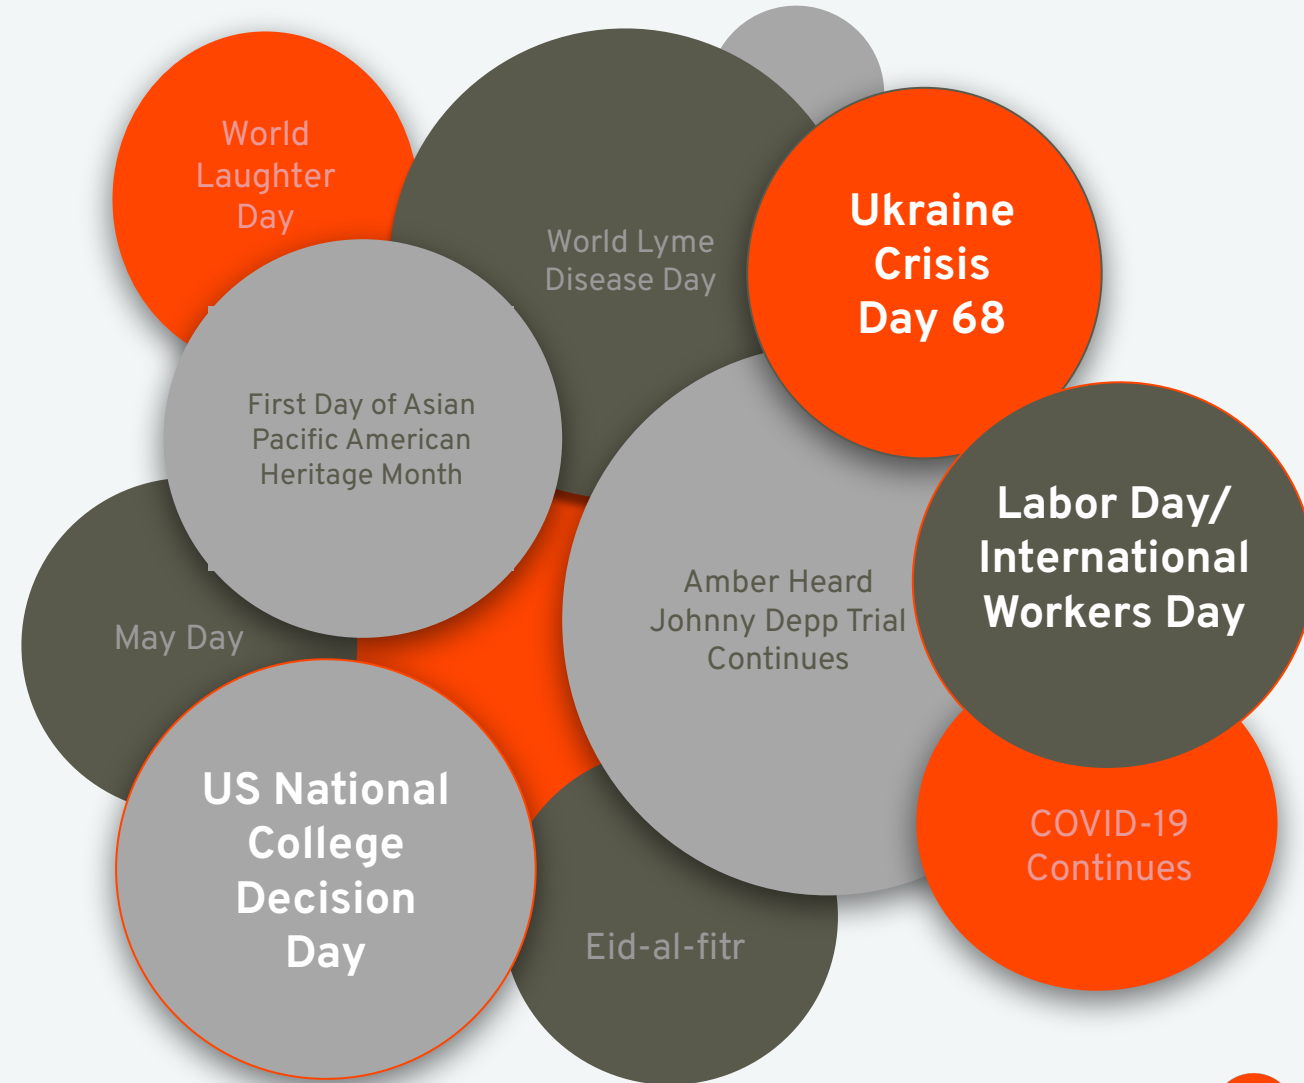 World
Laughter
Day
World Lyme
Disease Day
Ukraine
Crisis
Day 68
First Day of Asian
Pacific American
Heritage Month
Labor Day/
International
Workers Day
Amber Heard
Johnny Depp Trial
Continues
May Day
US National
College
Decision
Day
COVID-19
Continues
Eid-al-fitr